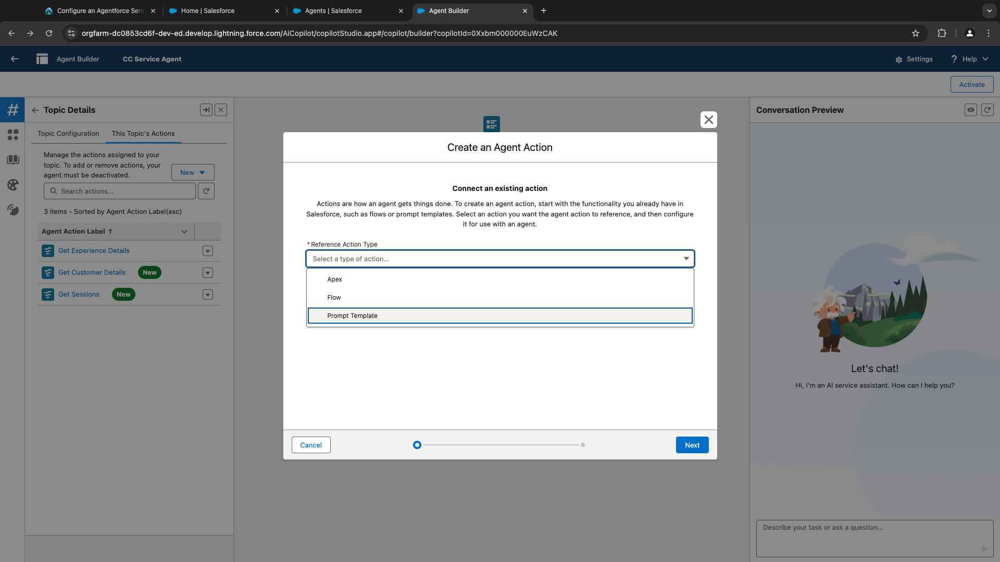 Configure an Agentforce Serv
Home | Salesforce
Agents | Salesforce
Agent Builder
orgfarm-dc0853cd6f-dev-ed.develop.lightning.force.com/AiCopilot/copilotStudio.app#/copilot/builder?copilotId=0Xxbm000000EuWzCAK
Agent Builder
CC Service Agent
Settings
Help
Activate
Topic Details
Topic Configuration
This Topic's Actions
Manage the actions assigned to your
topic. To add or remove actions, your
agent must be deactivated.
New
Search actions...
3 items • Sorted by Agent Action Label(asc)
Agent Action Label ↑
Get Experience Details
Get Customer Details New
Get Sessions New
Create an Agent Action
Connect an existing action
Actions are how an agent gets things done. To create an agent action, start with the functionality you already have in
Salesforce, such as flows or prompt templates. Select an action you want the agent action to reference, and then configure
it for use with an agent.
* Reference Action Type
Select a type of action...
Apex
Flow
Prompt Template
Cancel
Next
Conversation Preview
Let's chat!
Hi, I'm an AI service assistant. How can I help you?
Describe your task or ask a question...